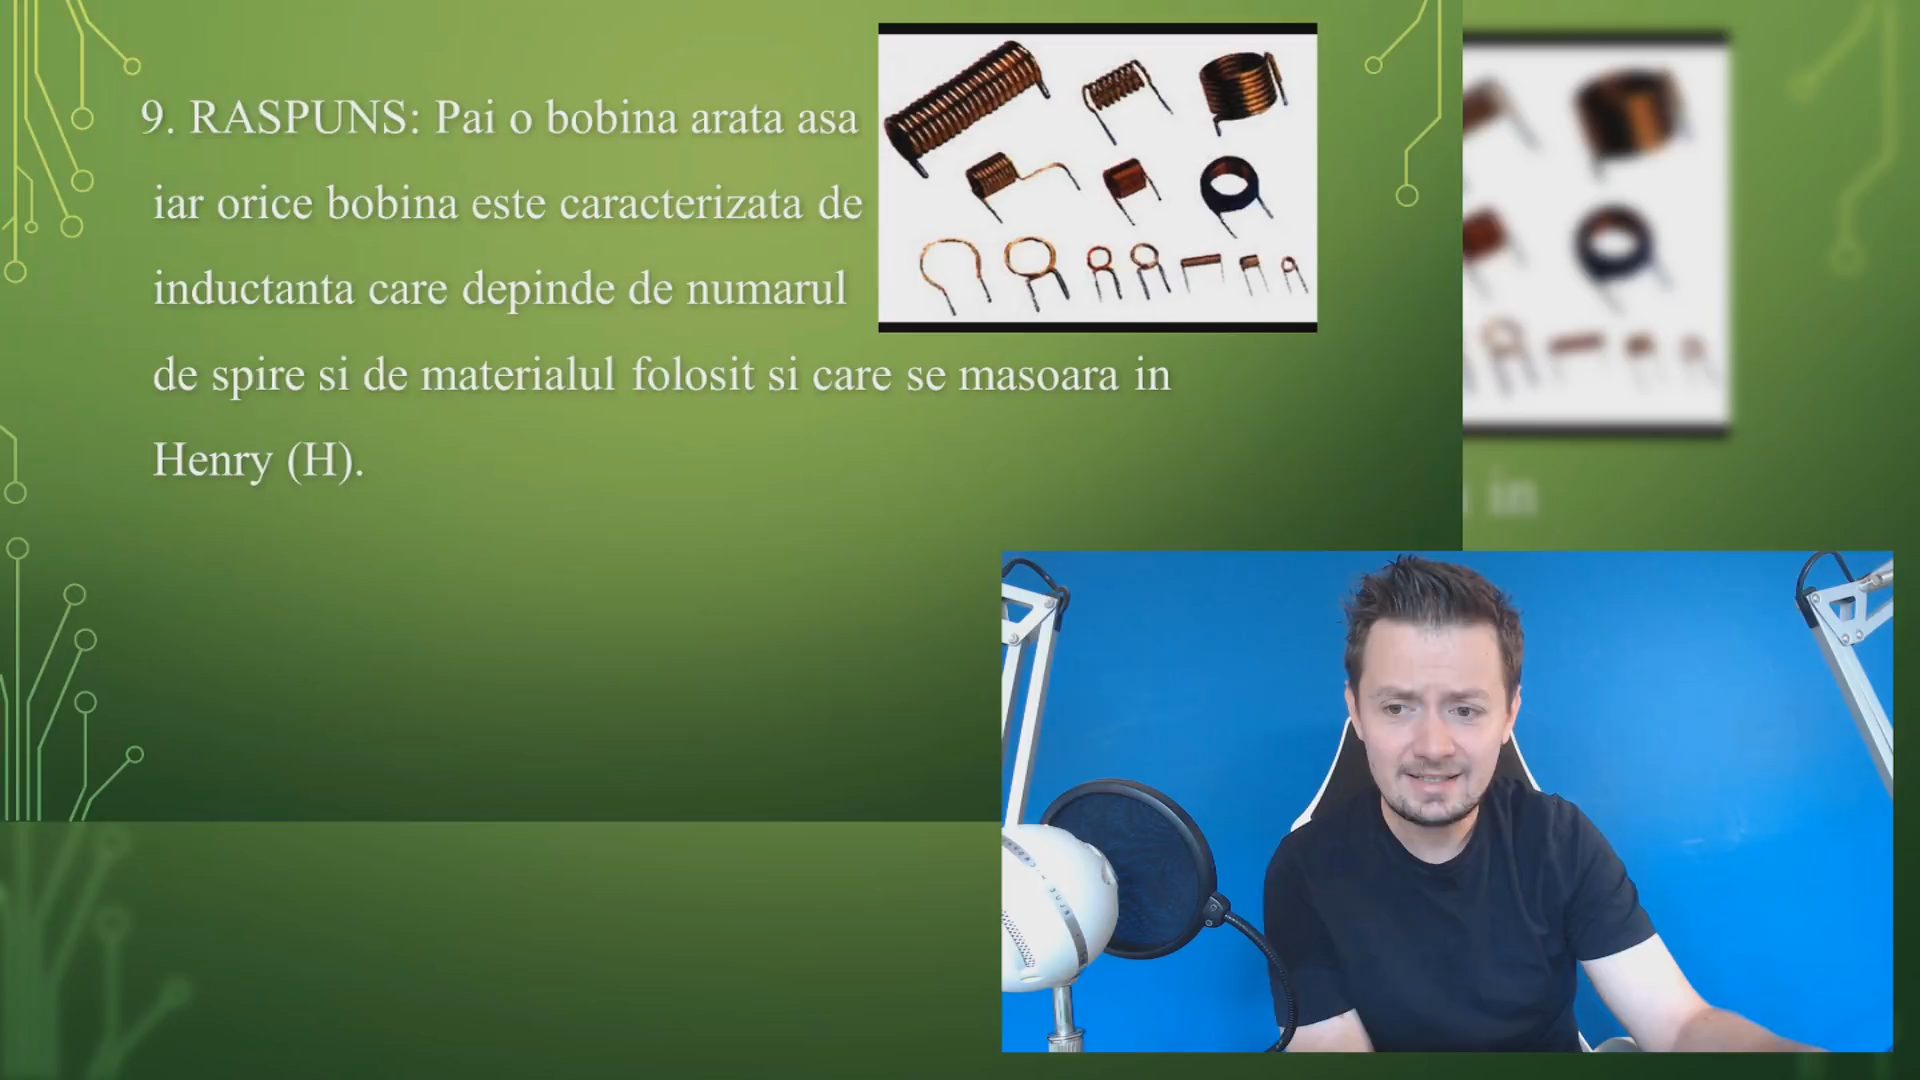 9. RASPUNS: Pai o bobina arata asa
iar orice bobina este caracterizata de
inductanta care depinde de numarul
de spire si de materialul folosit si care se masoara in
Henry (H).
in